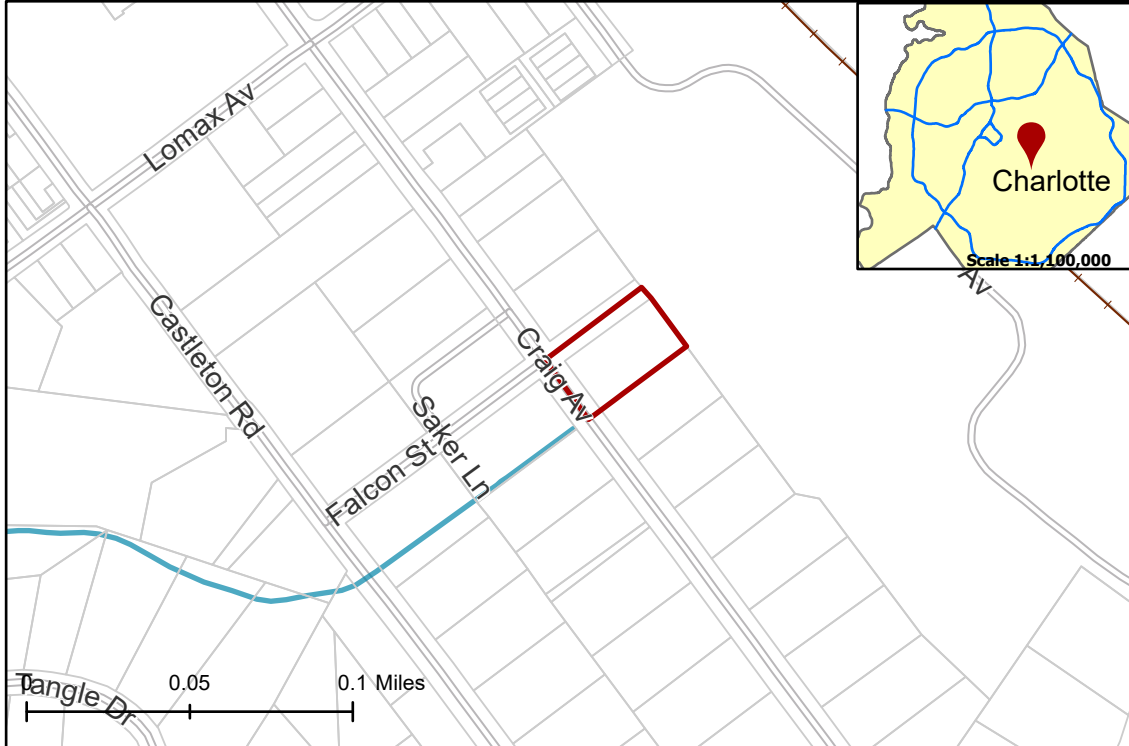 Lomax Av
Charlotte
Scale 1:1,100,000
Av
Castleton Rd
Craig Av
Saker Ln
Falcon St
Tangle Dr
0
0.05
0.1 Miles